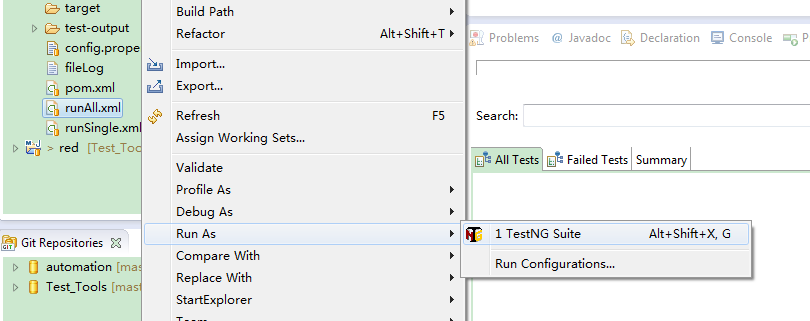 target
test-output
config.prope
fileLog
pom.xml
runAll.xml
runSingle.xml
> red [Test_Too
Git Repositories
automation [mas
Test_Tools [mast
Build Path
Refactor Alt+Shift+T
Import...
Export...
Refresh F5
Assign Working Sets...
Validate
Profile As
Debug As
Run As
Compare With
Replace With
StartExplorer
Team
1 TestNG Suite Alt+Shift+X, G
Run Configurations...
Problems @ Javadoc Declaration Console P
Search:
All Tests Failed Tests Summary